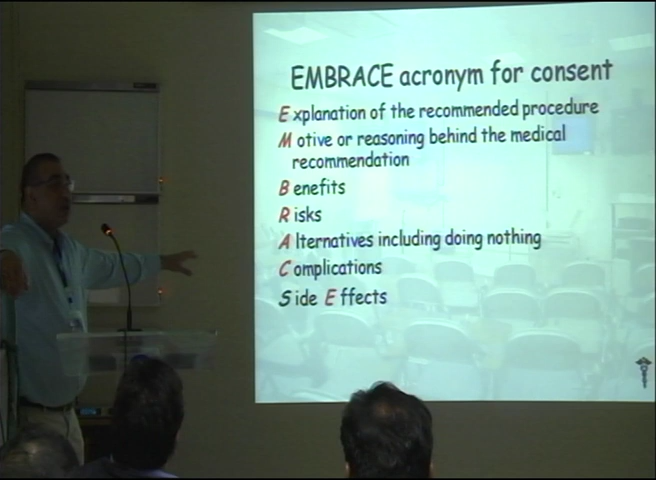 EMBRACE acronym for consent
Explanation of the recommended procedure
Motive or reasoning behind the medical
recommendation
Benefits
Risks
Alternatives including doing nothing
Complications
Side Effects